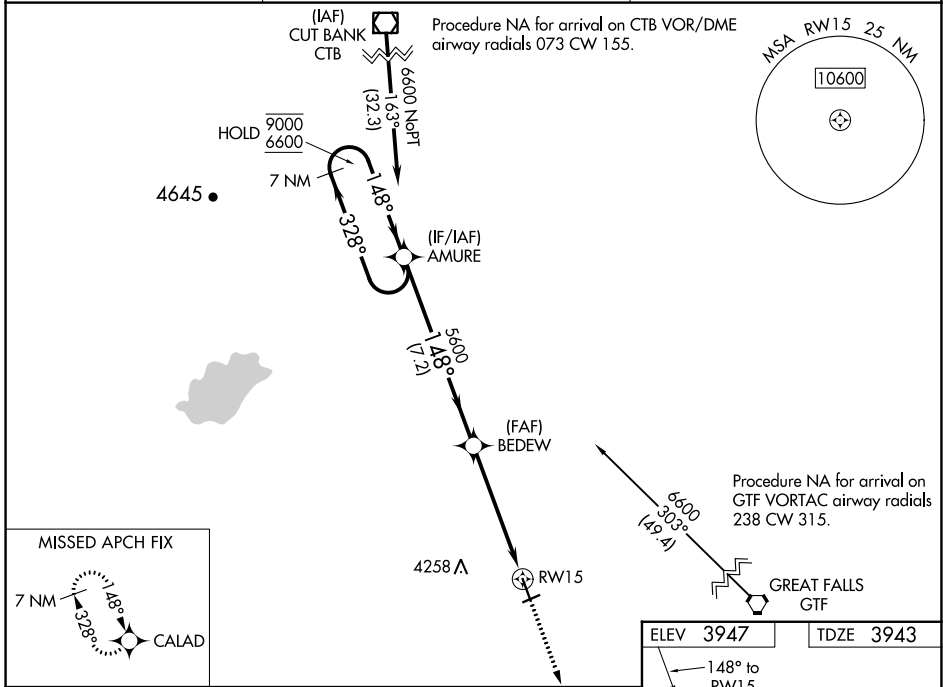 (IAF)
CUT BANK
CTB
Procedure NA for arrival on CTB VOR/DME
airway radials 073 CW 155.
MSA RW15 25 NM
10600
6600 NoPT
163°
(32.3)
HOLD 9000
6600
7 NM
148°
328°
4645
(IF/IAF)
AMURE
5600
148°
(7.2)
(FAF)
BEDEW
Procedure NA for arrival on
GTF VORTAC airway radials
238 CW 315.
6600
303°
(49.4)
GREAT FALLS
GTF
4258
RW15
MISSED APCH FIX
7 NM
148°
328°
CALAD
ELEV 3947
TDZE 3943
148° to
RW15